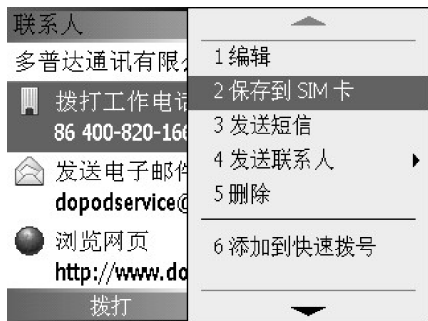 联系人
多普达通讯有限
拨打工作电话
86 400-820-166
发送电子邮件
dopodservice@
浏览网页
http://www.do
拨打
1 编辑
2 保存到 SIM 卡
3 发送短信
4 发送联系人
5 删除
6 添加到快速拨号